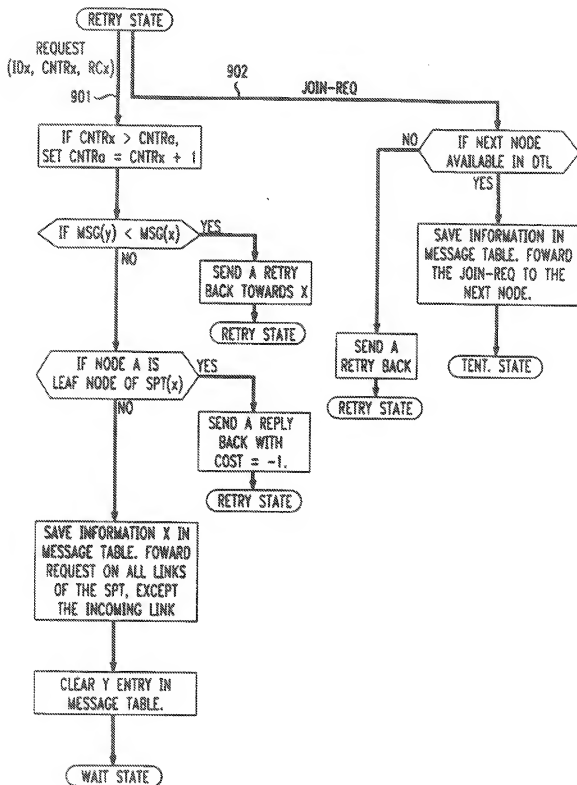 RETRY STATE
REQUEST
(IDx, CNTRx, RCx)
901
902
JOIN-REQ
IF CNTRx > CNTRa,
SET CNTRa = CNTRx + 1
NO
IF NEXT NODE
AVAILABLE IN DTL
YES
IF MSG(y) < MSG(x)
YES
NO
SEND A RETRY
BACK TOWARDS X
RETRY STATE
SAVE INFORMATION IN
MESSAGE TABLE. FOWARD
THE JOIN-REQ TO THE
NEXT NODE.
SEND A
RETRY BACK
RETRY STATE
TENT. STATE
IF NODE A IS
LEAF NODE OF SPT(x)
YES
NO
SEND A REPLY
BACK WITH
COST = -1.
RETRY STATE
SAVE INFORMATION X IN
MESSAGE TABLE. FOWARD
REQUEST ON ALL LINKS
OF THE SPT, EXCEPT
THE INCOMING LINK
CLEAR Y ENTRY IN
MESSAGE TABLE.
WAIT STATE